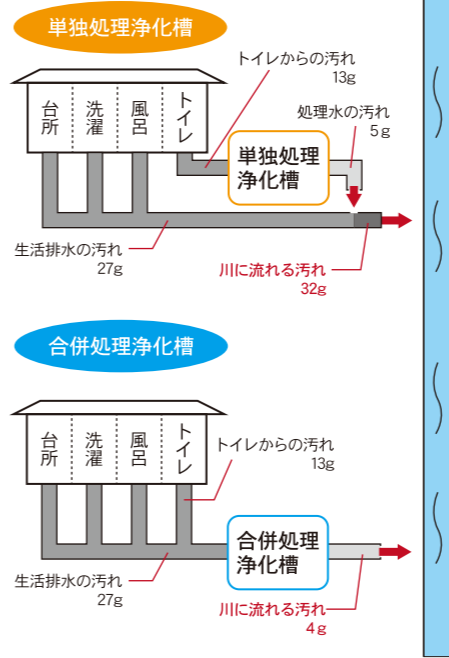 単独処理浄化槽
トイレからの汚れ
13g
処理水の汚れ
5g
台所
洗濯
風呂
トイレ
単独処理
浄化槽
生活排水の汚れ
27g
川に流れる汚れ
32g
合併処理浄化槽
台所
洗濯
風呂
トイレ
トイレからの汚れ
13g
合併処理
浄化槽
生活排水の汚れ
27g
川に流れる汚れ
4g